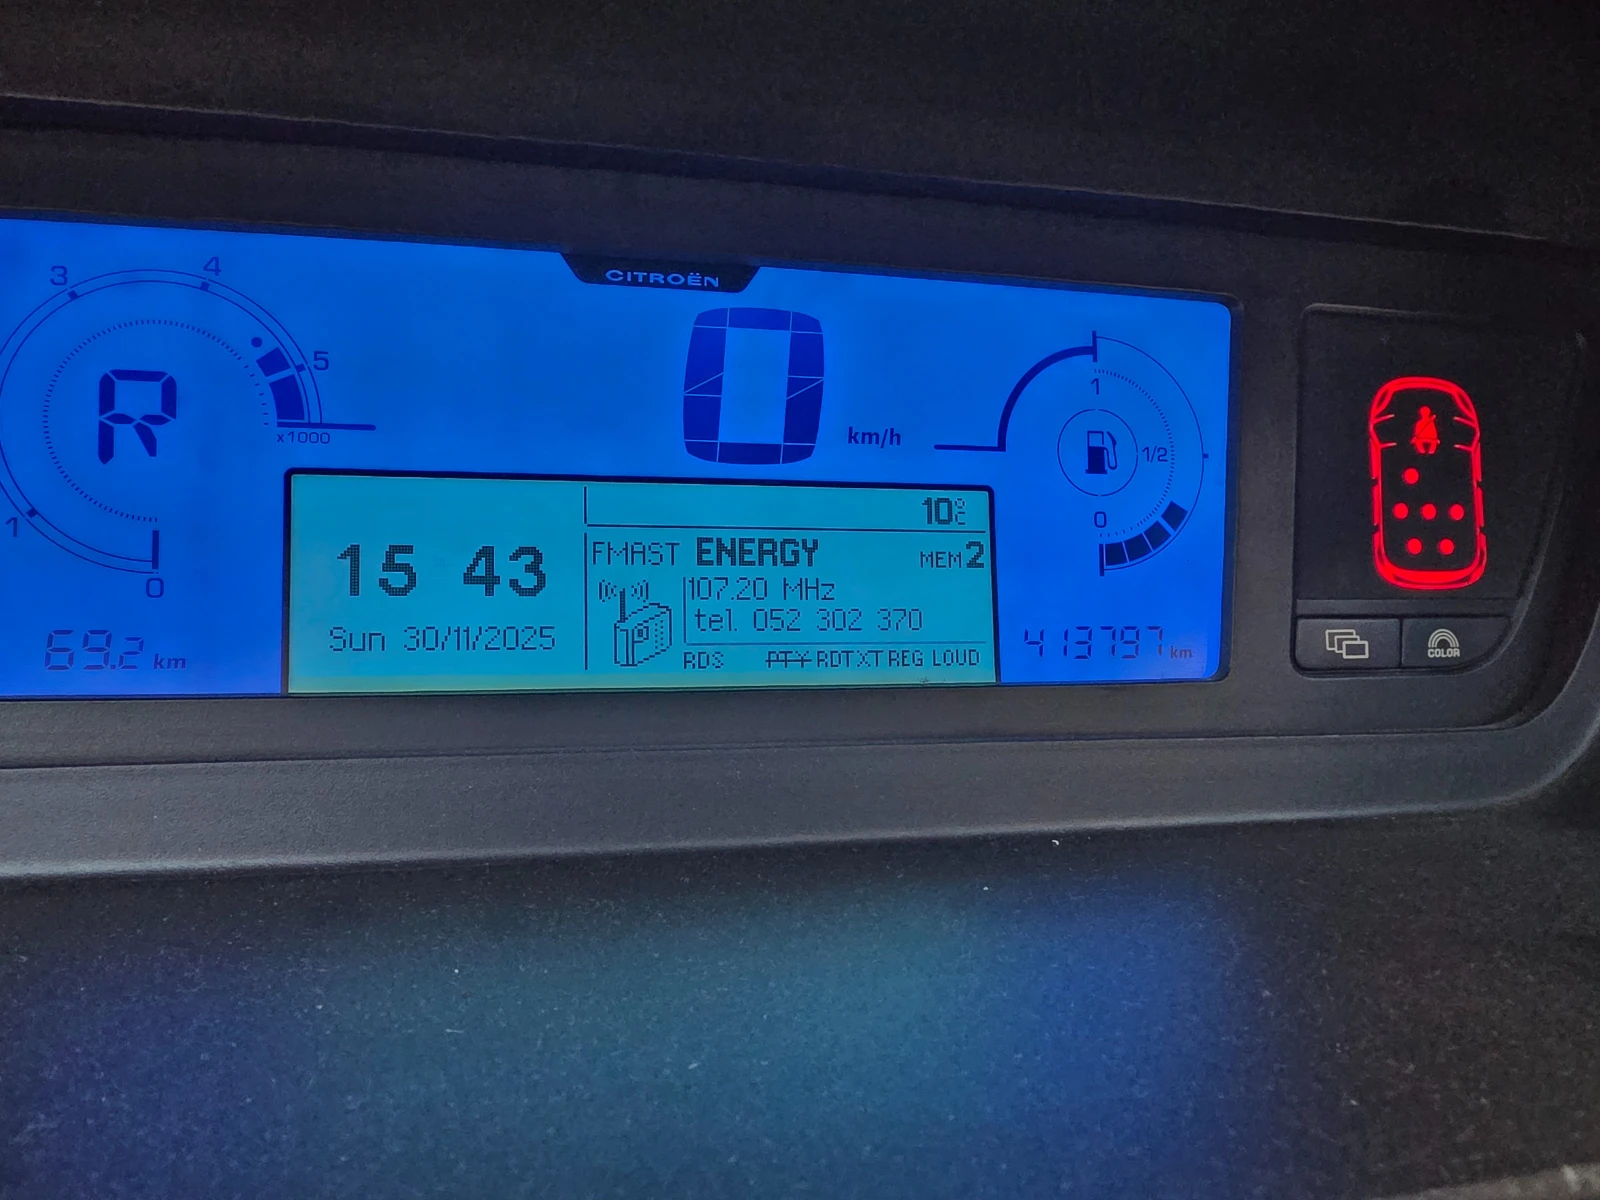 CITROËN
3
4
5
x1000
R
1
0
0
km/h
1
1/2
0
69.2 km
15 43
Sun 30/11/2025
10°C
FMAST ENERGY MEM2
107.20 MHz
tel. 052 302 370
RDS PTY RDTXT REG LOUD
413797 km
COLOR